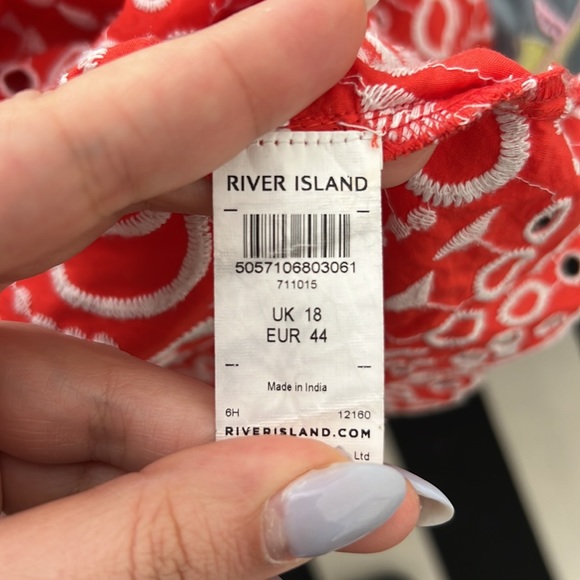 RIVER ISLAND
5057106803061
711015
UK 18
EUR 44
Made in India
6H 12160
RIVERISLAND.COM
Ltd